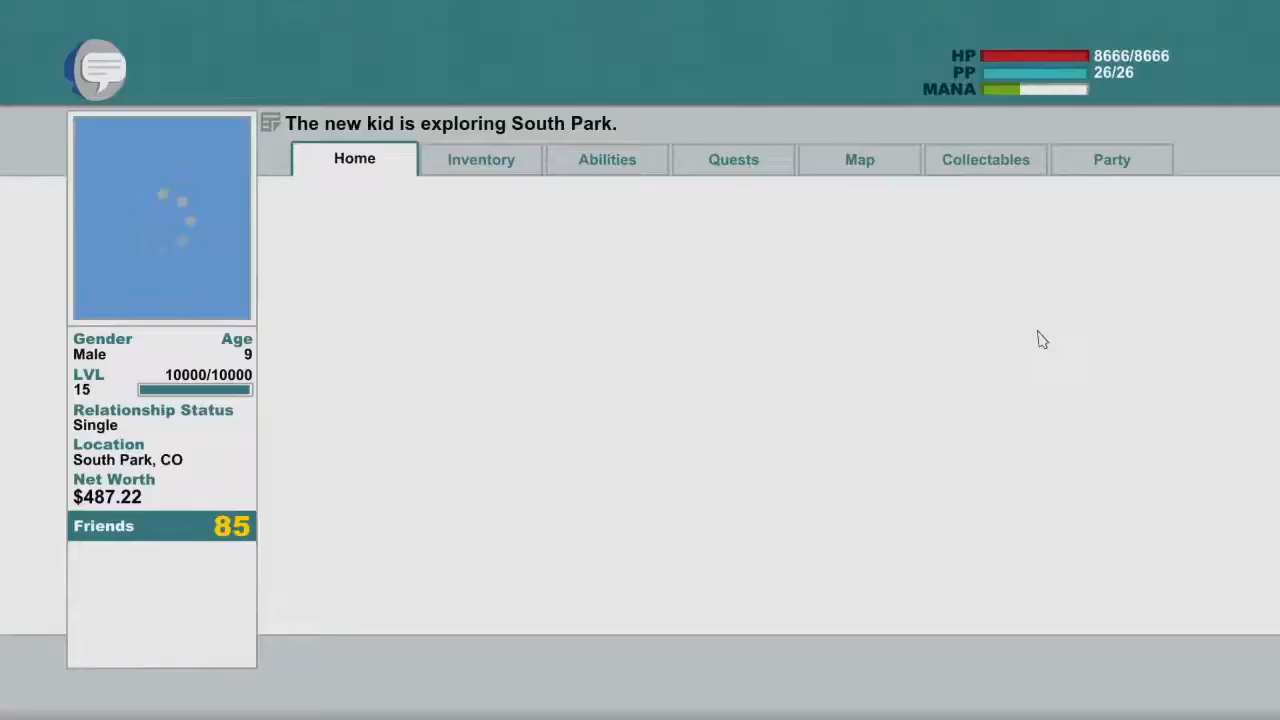 HP 8666/8666
PP 26/26
MANA
The new kid is exploring South Park.
Home Inventory Abilities Quests Map Collectables Party
Gender Age
Male 9
LVL 10000/10000
15
Relationship Status
Single
Location
South Park, CO
Net Worth
$487.22
Friends 85